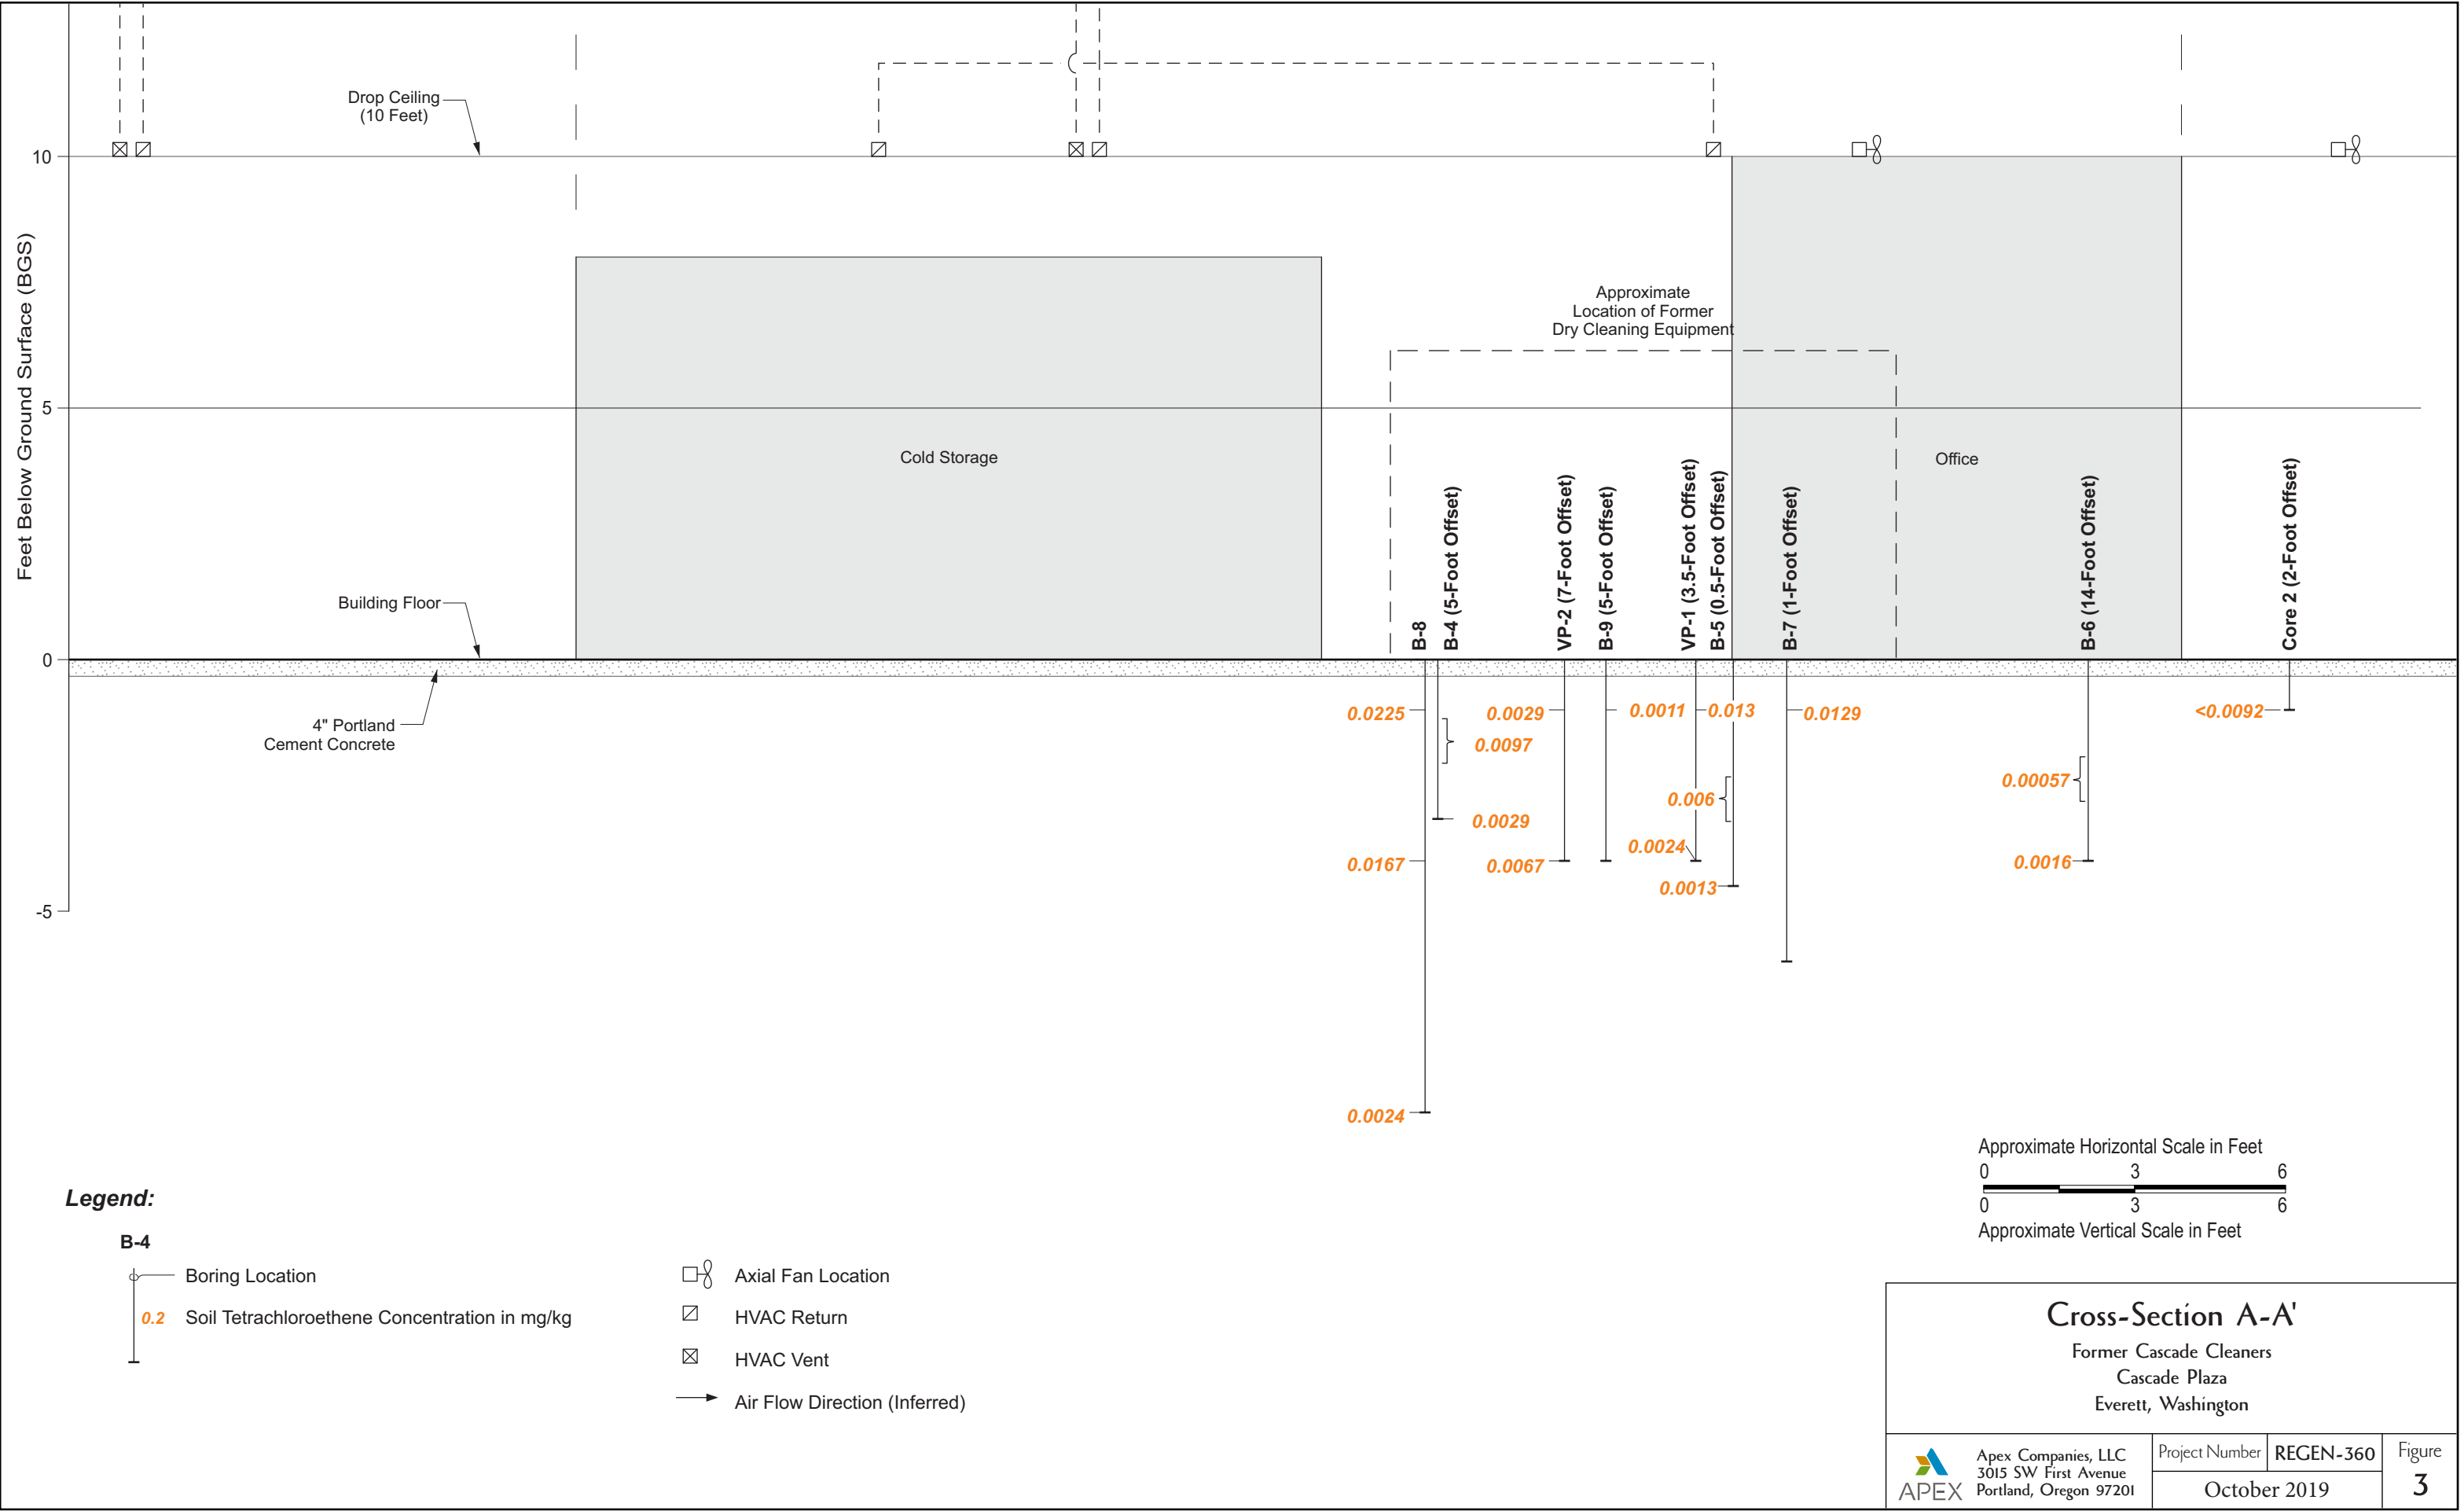 Drop Ceiling
(10 Feet)
10
Feet Below Ground Surface (BGS)
Approximate
Location of Former
Dry Cleaning Equipment
5
Cold Storage
Office
Building Floor
B-8
B-4 (5-Foot Offset)
VP-2 (7-Foot Offset)
B-9 (5-Foot Offset)
VP-1 (3.5-Foot Offset)
B-5 (0.5-Foot Offset)
B-7 (1-Foot Offset)
B-6 (14-Foot Offset)
Core 2 (2-Foot Offset)
0
4" Portland
Cement Concrete
0.0225
0.0029
0.0011
0.013
0.0129
<0.0092
0.0097
0.00057
0.006
0.0029
0.0024
0.0167
0.0067
0.0016
0.0013
-5
0.0024
Approximate Horizontal Scale in Feet
0 3 6
0 3 6
Approximate Vertical Scale in Feet
Legend:
B-4
Boring Location
0.2 Soil Tetrachloroethene Concentration in mg/kg
Axial Fan Location
HVAC Return
HVAC Vent
Air Flow Direction (Inferred)
Cross-Section A-A'
Former Cascade Cleaners
Cascade Plaza
Everett, Washington
APEX
Apex Companies, LLC
3015 SW First Avenue
Portland, Oregon 97201
Project Number REGEN-360
October 2019
Figure
3